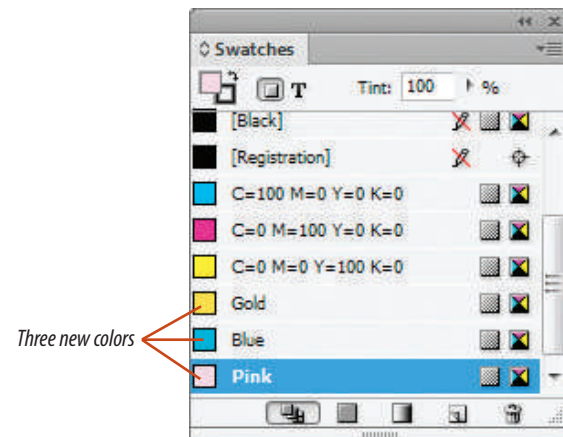 Swatches
T Tint: 100 %
[Black]
[Registration]
C=100 M=0 Y=0 K=0
C=0 M=100 Y=0 K=0
C=0 M=0 Y=100 K=0
Gold
Three new colors Blue
Pink